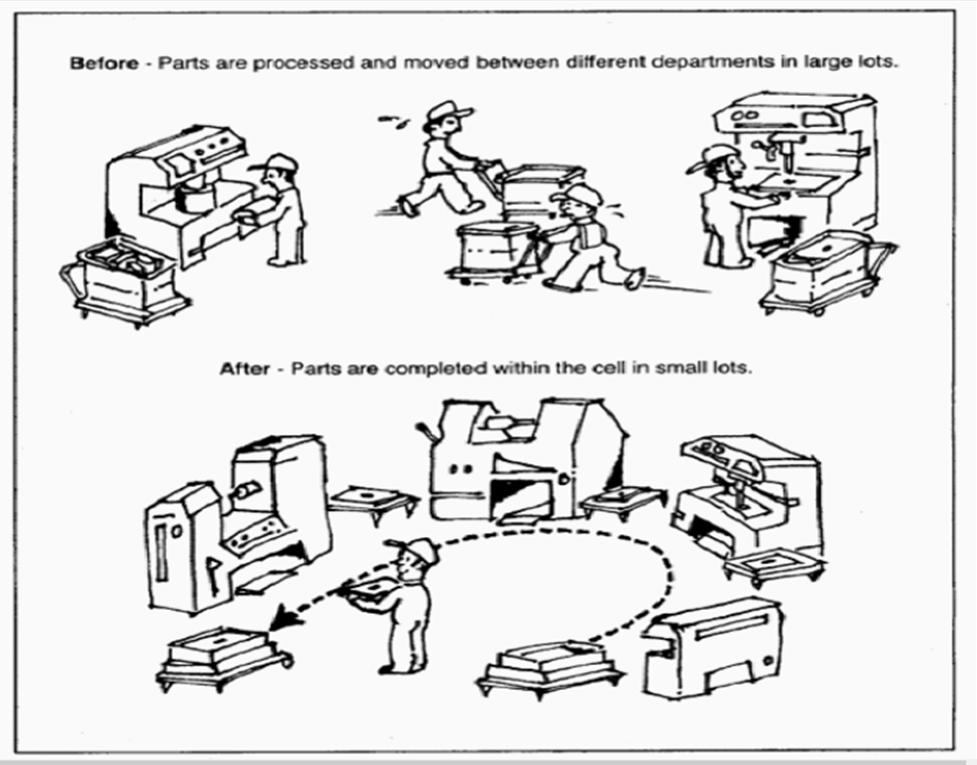 Before - Parts are processed and moved between different departments in large lots.
After - Parts are completed within the cell in small lots.